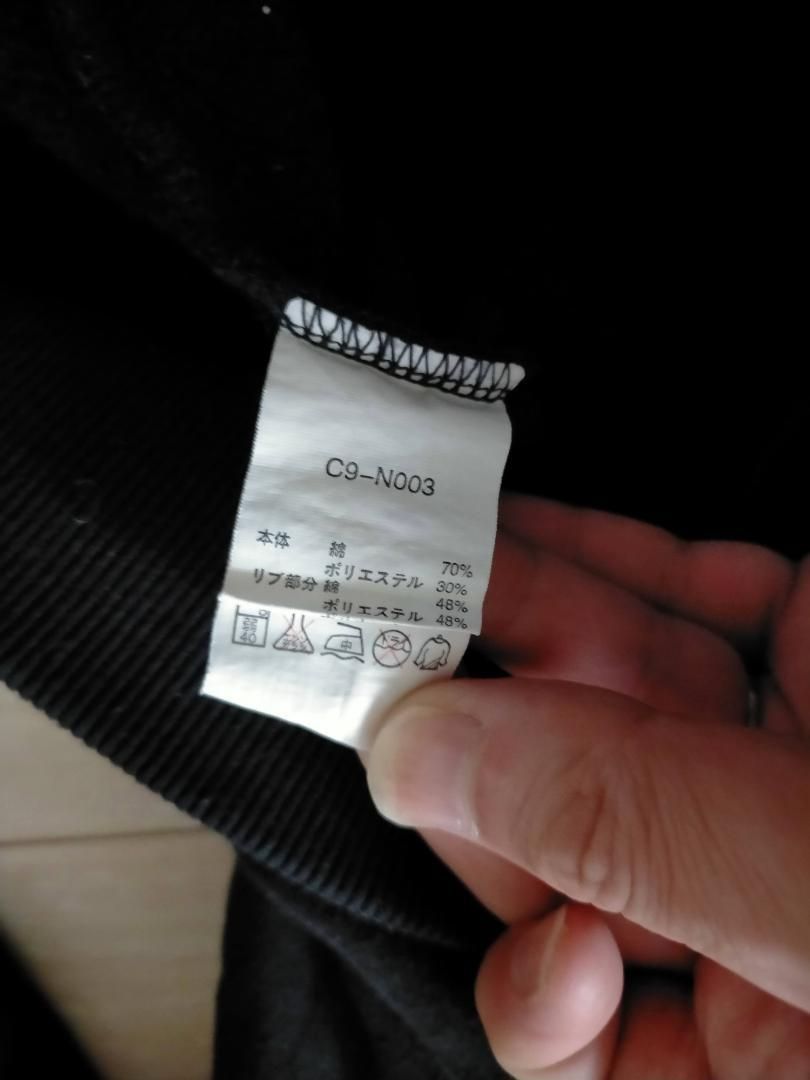 C9-N003
本体 綿 70%
ポリエステル 30%
リブ部分 綿 48%
ポリエステル 48%
40 中